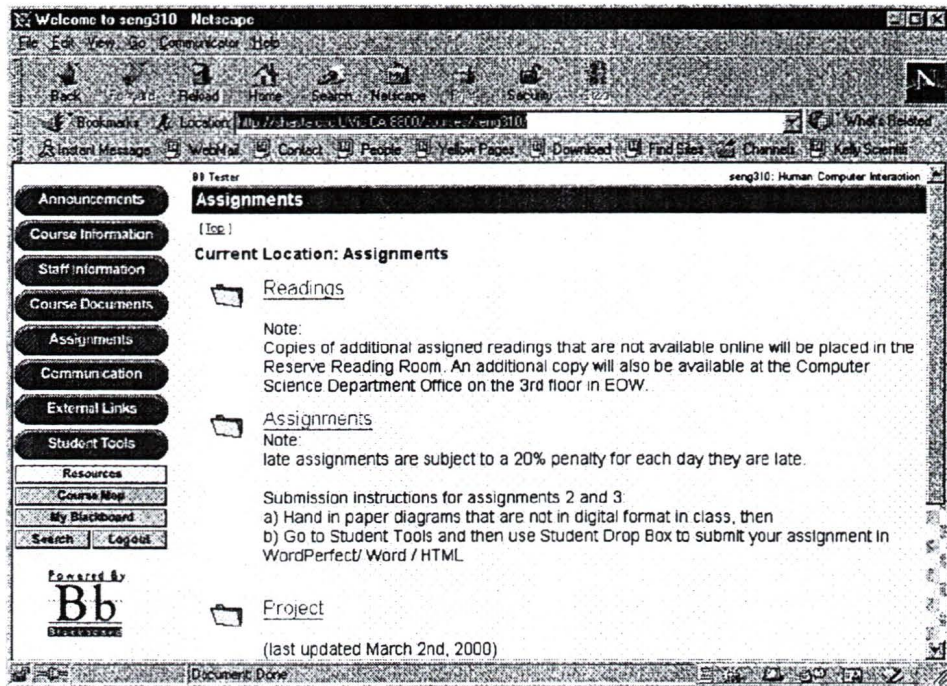 Welcome to seng310 Netscape
File Edit View Go Communicator Help
Back Reload Home Search Netscape Security
Bookmarks Location: What's Related
Instant Message WebMail Contact People Yellow Pages Download Find Sites Channels
BB Tester
seng310: Human Computer Interaction
Announcements
Course Information
Staff Information
Course Documents
Assignments
Communication
External Links
Student Tools
Resources
Course Map
My Blackboard
Search Logout
Powered By
Bb
Blackboard
Assignments
[Top]
Current Location: Assignments
Readings
Note:
Copies of additional assigned readings that are not available online will be placed in the
Reserve Reading Room. An additional copy will also be available at the Computer
Science Department Office on the 3rd floor in EOW.
Assignments
Note:
late assignments are subject to a 20% penalty for each day they are late.
Submission instructions for assignments 2 and 3:
a) Hand in paper diagrams that are not in digital format in class, then
b) Go to Student Tools and then use Student Drop Box to submit your assignment in
WordPerfect/ Word / HTML
Project
(last updated March 2nd, 2000)
Document: Done